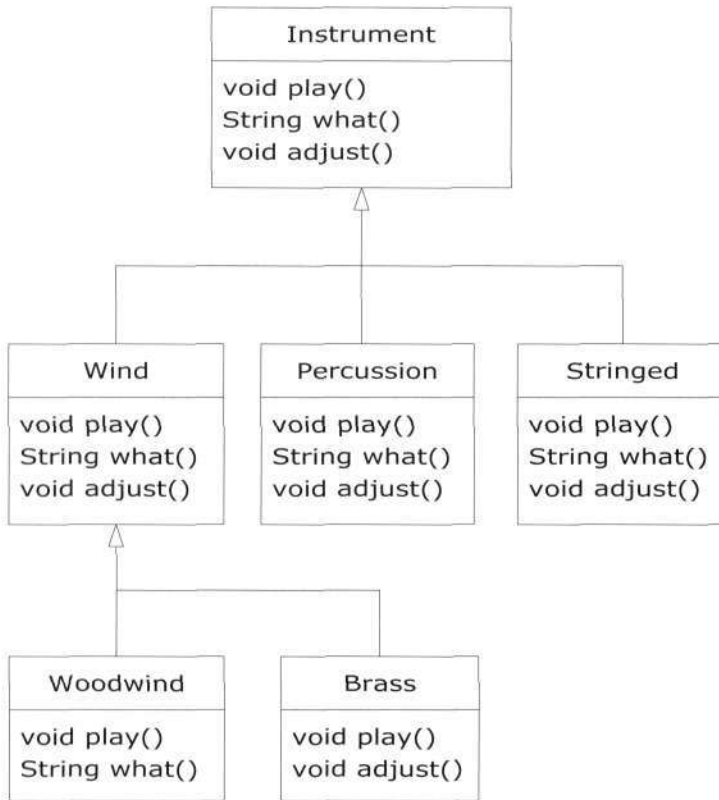 Instrument
void play()
String what()
void adjust()
Wind
void play()
String what()
void adjust()
Percussion
void play()
String what()
void adjust()
Stringed
void play()
String what()
void adjust()
Woodwind
void play()
String what()
Brass
void play()
void adjust()